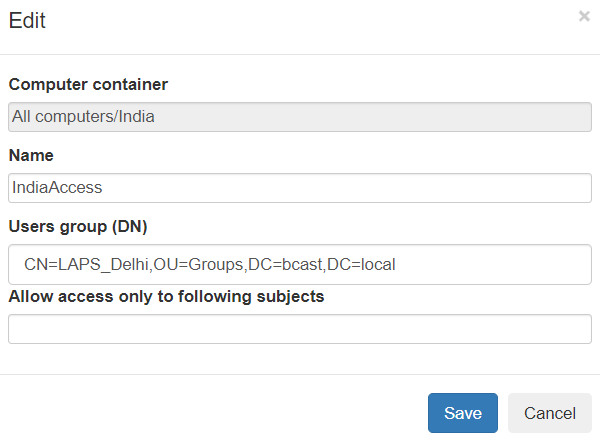 Edit ×
Computer container
All computers/India
Name
IndiaAccess
Users group (DN)
CN=LAPS_Delhi,OU=Groups,DC=bcast,DC=local
Allow access only to following subjects
Save Cancel